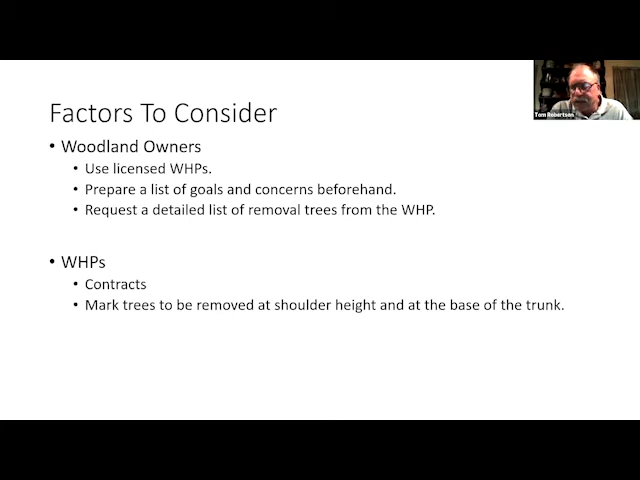 Tom Robertson
Factors To Consider
• Woodland Owners
• Use licensed WHPs.
• Prepare a list of goals and concerns beforehand.
• Request a detailed list of removal trees from the WHP.
• WHPs
• Contracts
• Mark trees to be removed at shoulder height and at the base of the trunk.